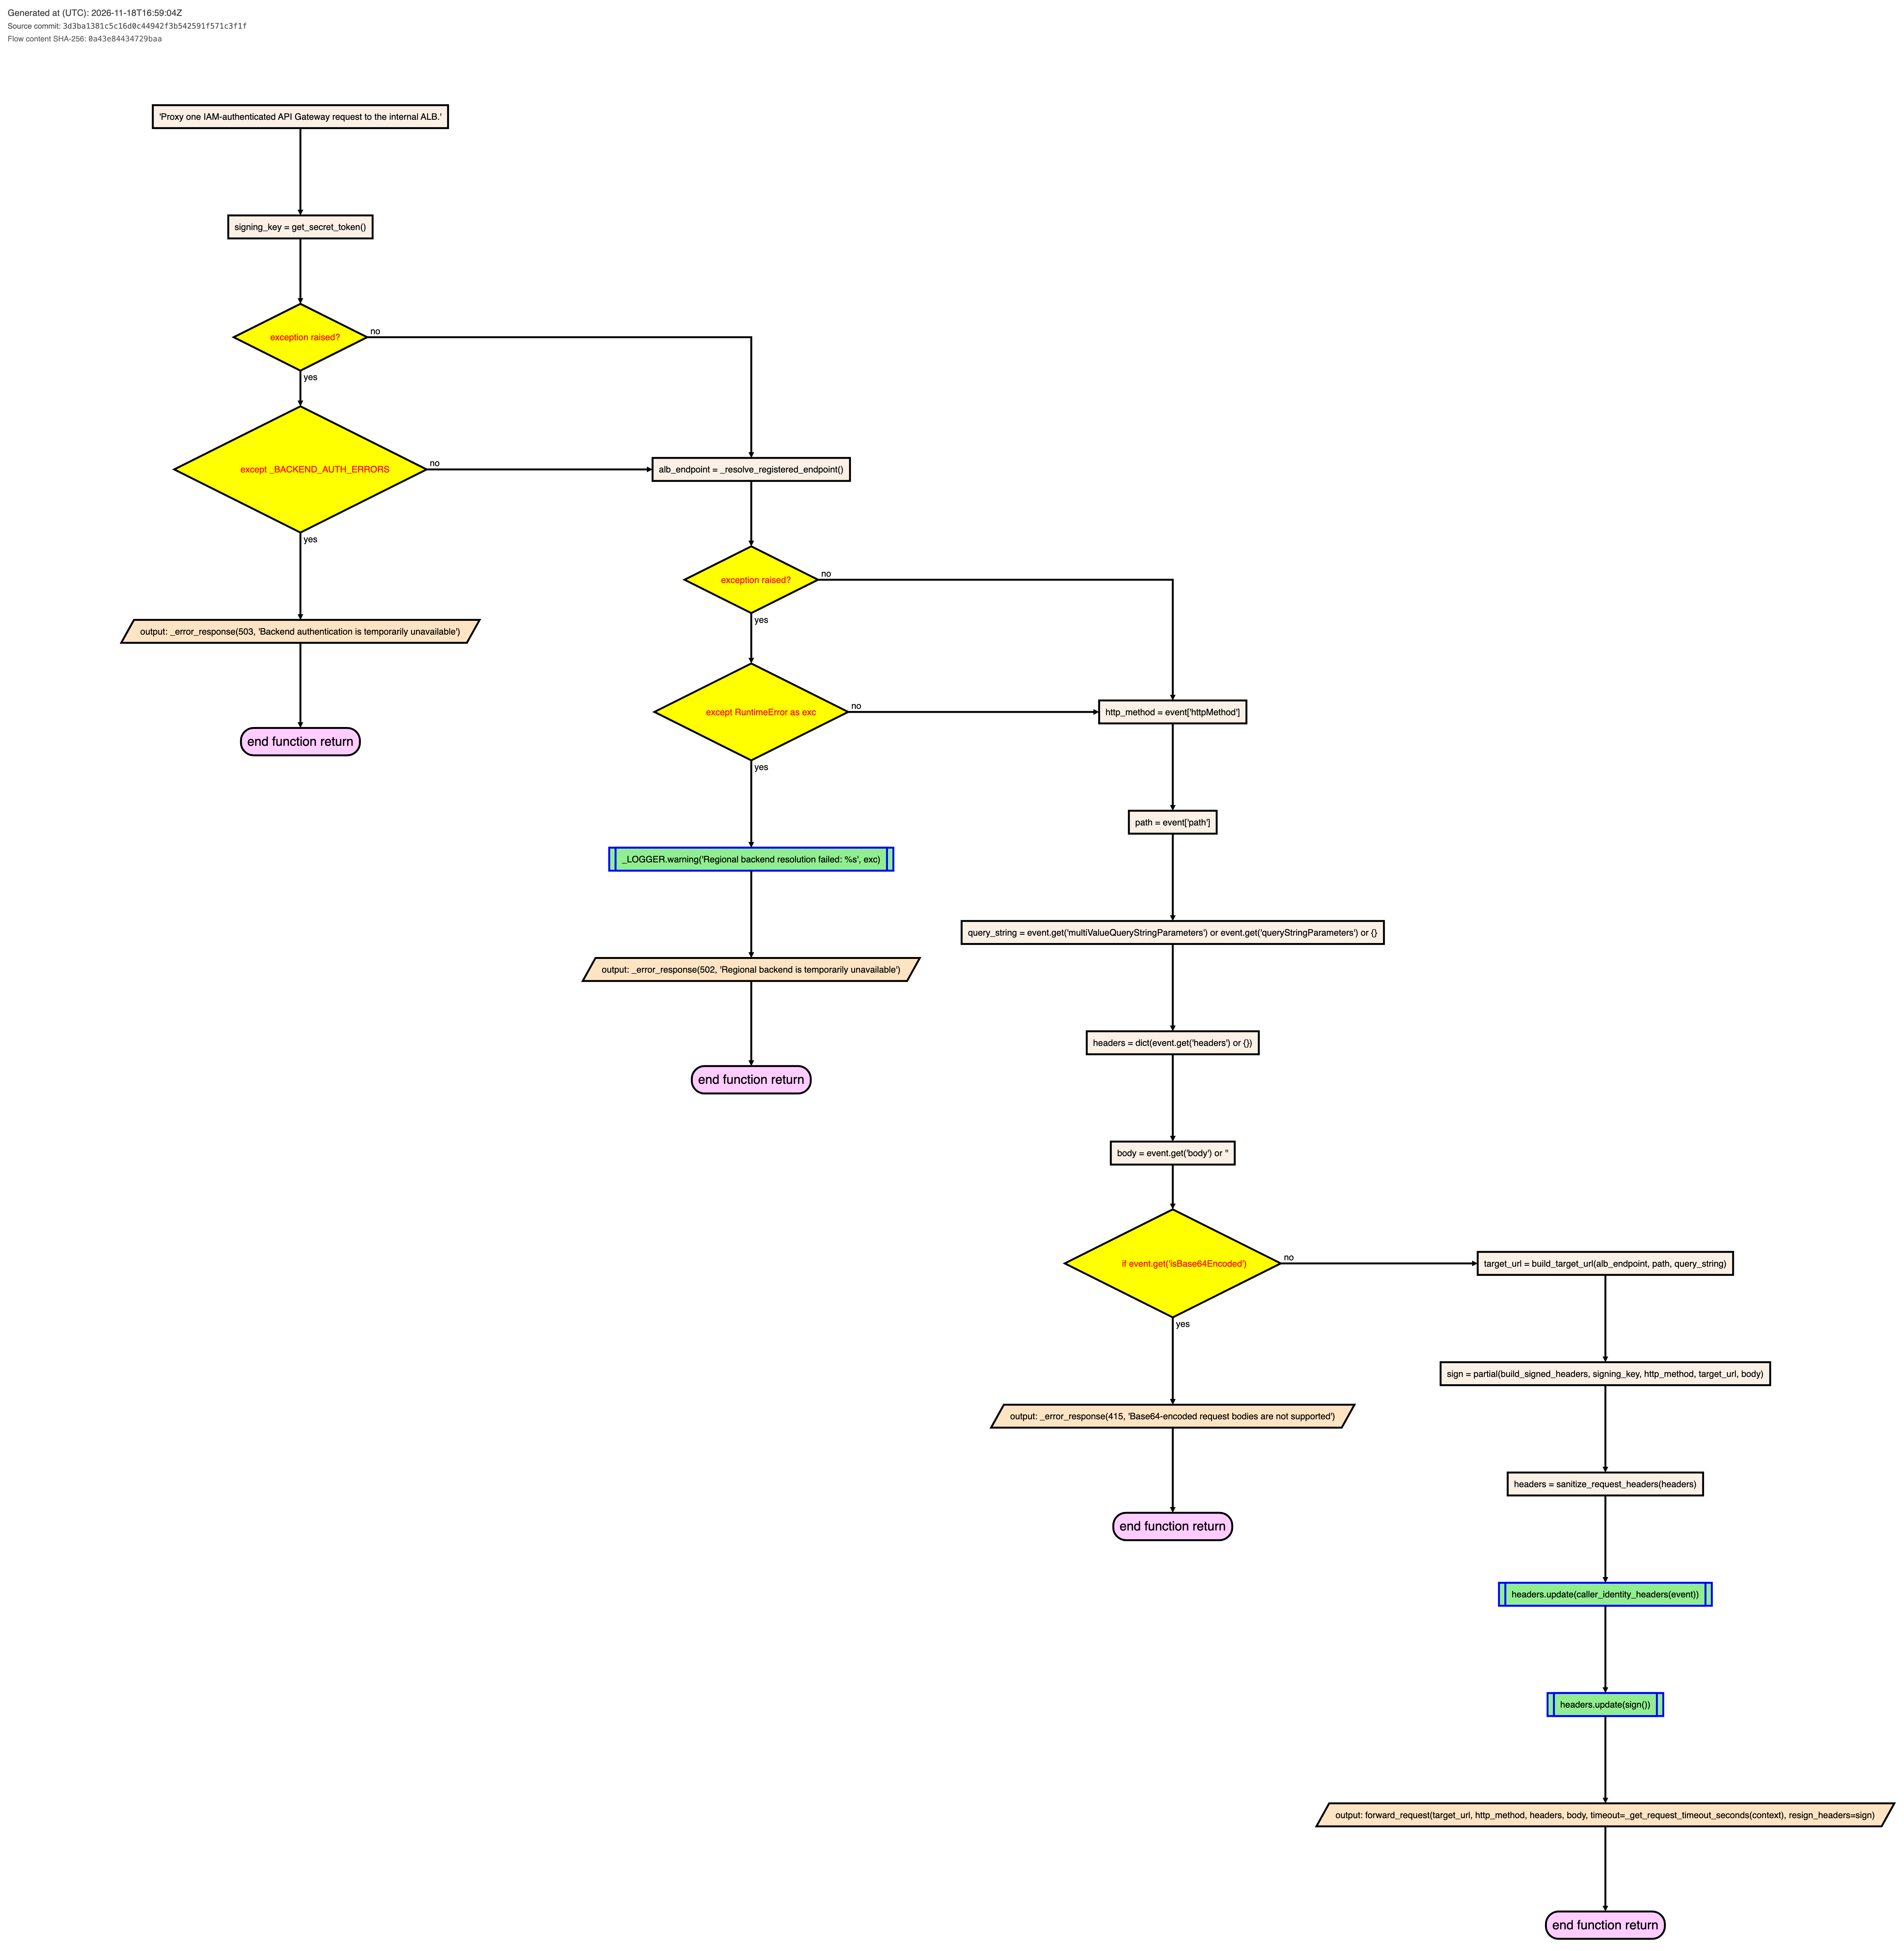 Generated at (UTC): 2026-11-18T16:59:04Z
Source commit: 3d3ba1381c5c16d0c44942f3b542591f571c3f1f
Flow content SHA-256: 0a43e84434729baa
'Proxy one IAM-authenticated API Gateway request to the internal ALB.'
signing_key = get_secret_token()
exception raised?
no
yes
except _BACKEND_AUTH_ERRORS
no
yes
output: _error_response(503, 'Backend authentication is temporarily unavailable')
end function return
alb_endpoint = _resolve_registered_endpoint()
exception raised?
no
yes
except RuntimeError as exc
no
yes
_LOGGER.warning('Regional backend resolution failed: %s', exc)
output: _error_response(502, 'Regional backend is temporarily unavailable')
end function return
http_method = event['httpMethod']
path = event['path']
query_string = event.get('multiValueQueryStringParameters') or event.get('queryStringParameters') or {}
headers = dict(event.get('headers') or {})
body = event.get('body') or ''
if event.get('isBase64Encoded')
no
yes
output: _error_response(415, 'Base64-encoded request bodies are not supported')
end function return
target_url = build_target_url(alb_endpoint, path, query_string)
sign = partial(build_signed_headers, signing_key, http_method, target_url, body)
headers = sanitize_request_headers(headers)
headers.update(caller_identity_headers(event))
headers.update(sign())
output: forward_request(target_url, http_method, headers, body, timeout=_get_request_timeout_seconds(context), resign_headers=sign)
end function return